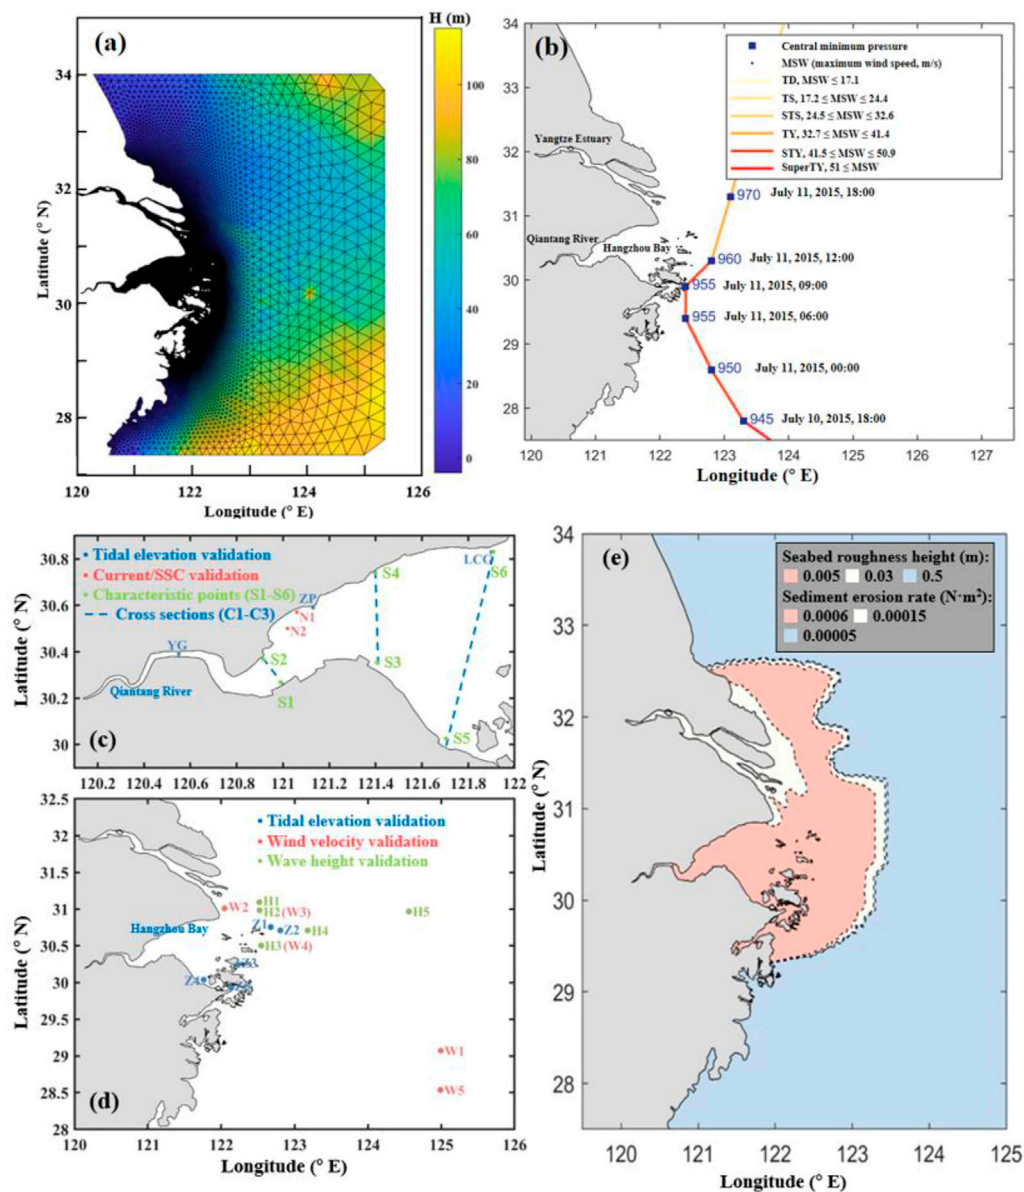 (a)
H (m)
100
80
60
40
20
0
34
32
30
28
Latitude (° N)
120
122
124
126
Longitude (° E)
(b)
Central minimum pressure
MSW (maximum wind speed, m/s)
TD, MSW ≤ 17.1
TS, 17.2 ≤ MSW ≤ 24.4
STS, 24.5 ≤ MSW ≤ 32.6
TY, 32.7 ≤ MSW ≤ 41.4
STY, 41.5 ≤ MSW ≤ 50.9
SuperTY, 51 ≤ MSW
Yangtze Estuary
Qiantang River
Hangzhou Bay
970 July 11, 2015, 18:00
960 July 11, 2015, 12:00
955 July 11, 2015, 09:00
955 July 11, 2015, 06:00
950 July 11, 2015, 00:00
945 July 10, 2015, 18:00
34
33
32
31
30
29
28
Latitude (° N)
120
121
122
123
124
125
126
127
Longitude (° E)
Tidal elevation validation
Current/SSC validation
Characteristic points (S1-S6)
Cross sections (C1-C3)
LCG
S6
S4
ZP
N1
N2
YG
S2
S3
S1
S5
Qiantang River
(c)
30.8
30.6
30.4
30.2
30
Latitude (° N)
120.2
120.4
120.6
120.8
121
121.2
121.4
121.6
121.8
122
Tidal elevation validation
Wind velocity validation
Wave height validation
W2
H1
H2 (W3)
H5
Z1
Z2
H4
H3 (W4)
Hangzhou Bay
Z3
Z4
W1
W5
(d)
32.5
32
31.5
31
30.5
30
29.5
29
28.5
28
Latitude (° N)
120
121
122
123
124
125
126
Longitude (° E)
(e)
Seabed roughness height (m):
0.005 0.03 0.5
Sediment erosion rate (N·m²):
0.0006 0.00015
0.00005
34
33
32
31
30
29
28
Latitude (° N)
120
121
122
123
124
125
Longitude (° E)